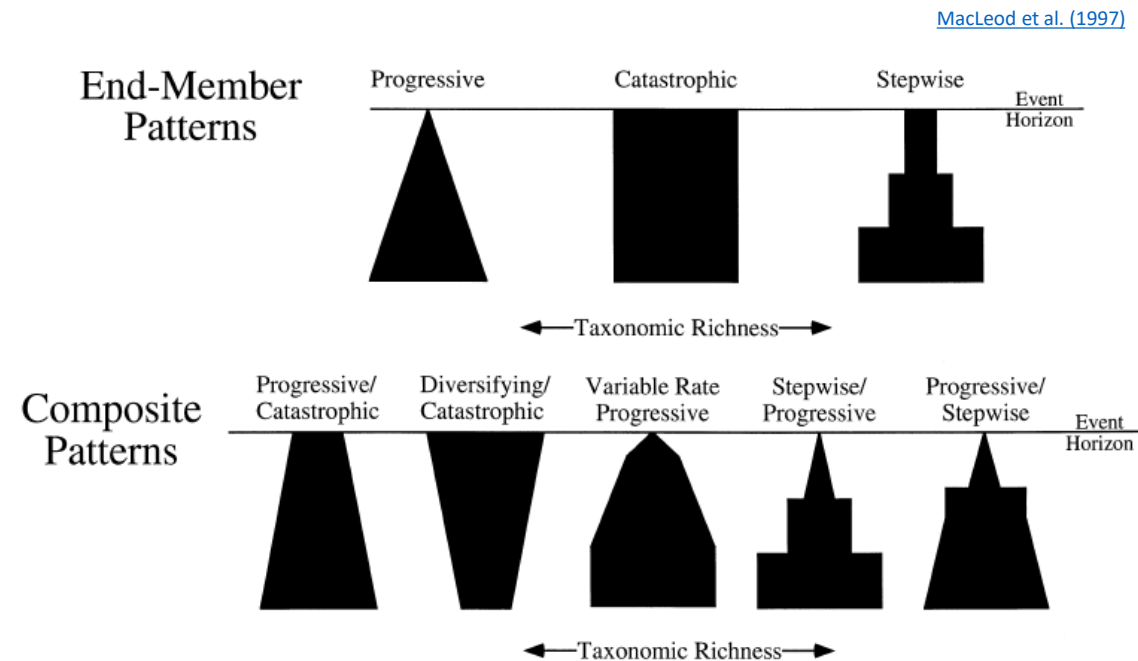 MacLeod et al. (1997)
End-Member
Patterns
Progressive
Catastrophic
Stepwise
Event
Horizon
Taxonomic Richness
Composite
Patterns
Progressive/
Catastrophic
Diversifying/
Catastrophic
Variable Rate
Progressive
Stepwise/
Progressive
Progressive/
Stepwise
Event
Horizon
Taxonomic Richness